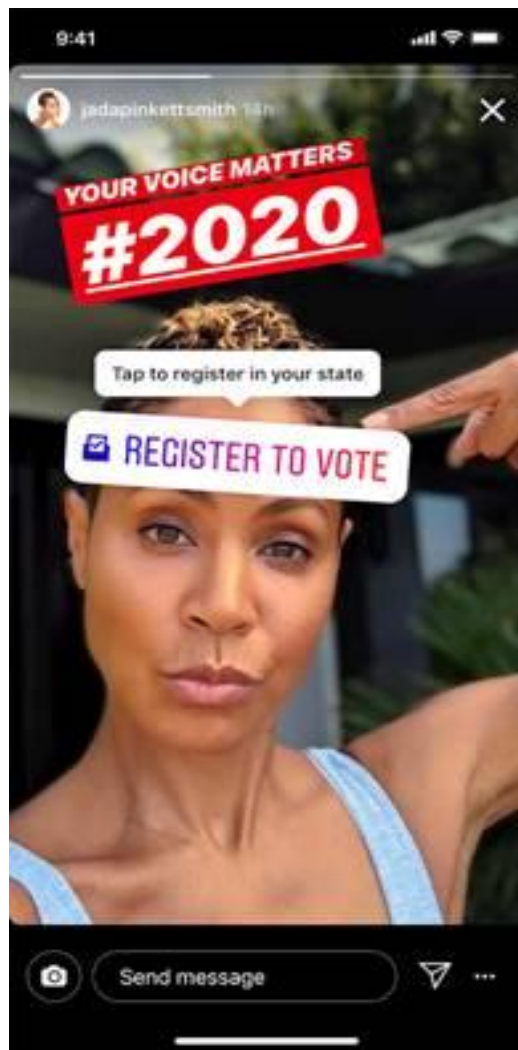 9:41
jadapinkettsmith 14h
YOUR VOICE MATTERS
#2020
Tap to register in your state
REGISTER TO VOTE
Send message